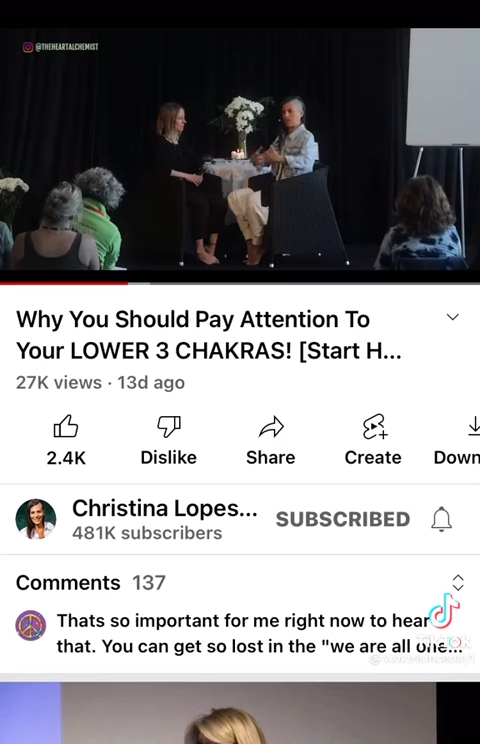 @THEHEARTALCHEMIST
Why You Should Pay Attention To
Your LOWER 3 CHAKRAS! [Start H...
27K views · 13d ago
2.4K
Dislike
Share
Create
Down
Christina Lopes...
481K subscribers
SUBSCRIBED
Comments 137
Thats so important for me right now to hear
that. You can get so lost in the "we are all one...
TikTok